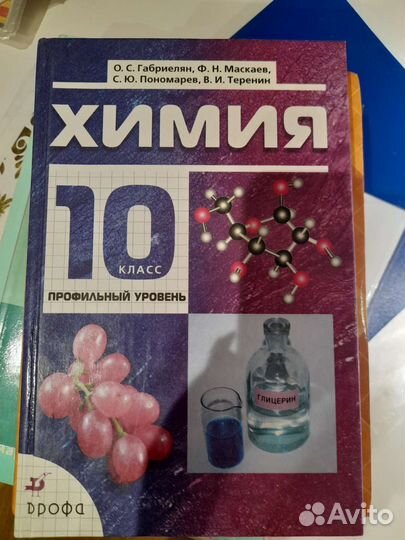 О. С. Габриелян, Ф. Н. Маскаев,
С. Ю. Пономарев, В. И. Теренин
ХИМИЯ
10
КЛАСС
ПРОФИЛЬНЫЙ УРОВЕНЬ
ГЛИЦЕРИН
дрофа
Avito